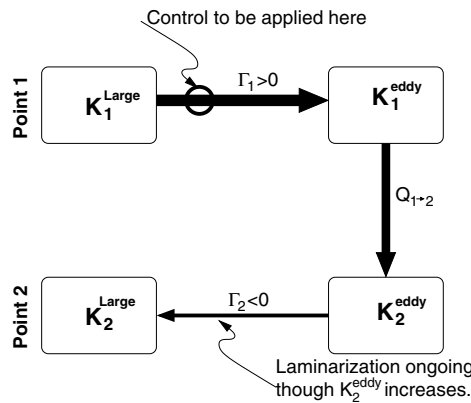 Control to be applied here
Point 1
K₁^Large
Γ₁>0
K₁^eddy
Q₁→₂
Point 2
K₂^Large
Γ₂<0
K₂^eddy
Laminarization ongoing
though K₂^eddy increases.